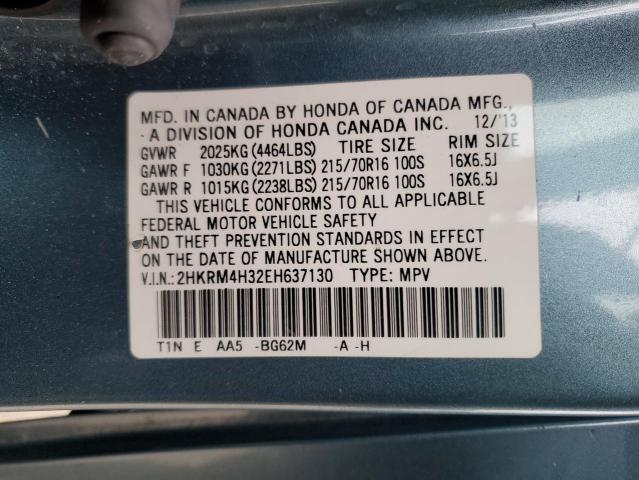 MFD. IN CANADA BY HONDA OF CANADA MFG.,
A DIVISION OF HONDA CANADA INC. 12/'13
GVWR 2025KG (4464LBS) TIRE SIZE RIM SIZE
GAWR F 1030KG (2271LBS) 215/70R16 100S 16X6.5J
GAWR R 1015KG (2238LBS) 215/70R16 100S 16X6.5J
THIS VEHICLE CONFORMS TO ALL APPLICABLE
FEDERAL MOTOR VEHICLE SAFETY
AND THEFT PREVENTION STANDARDS IN EFFECT
ON THE DATE OF MANUFACTURE SHOWN ABOVE.
V.I.N.: 2HKRM4H32EH637130 TYPE: MPV
T1N E AA5 -BG62M -A -H